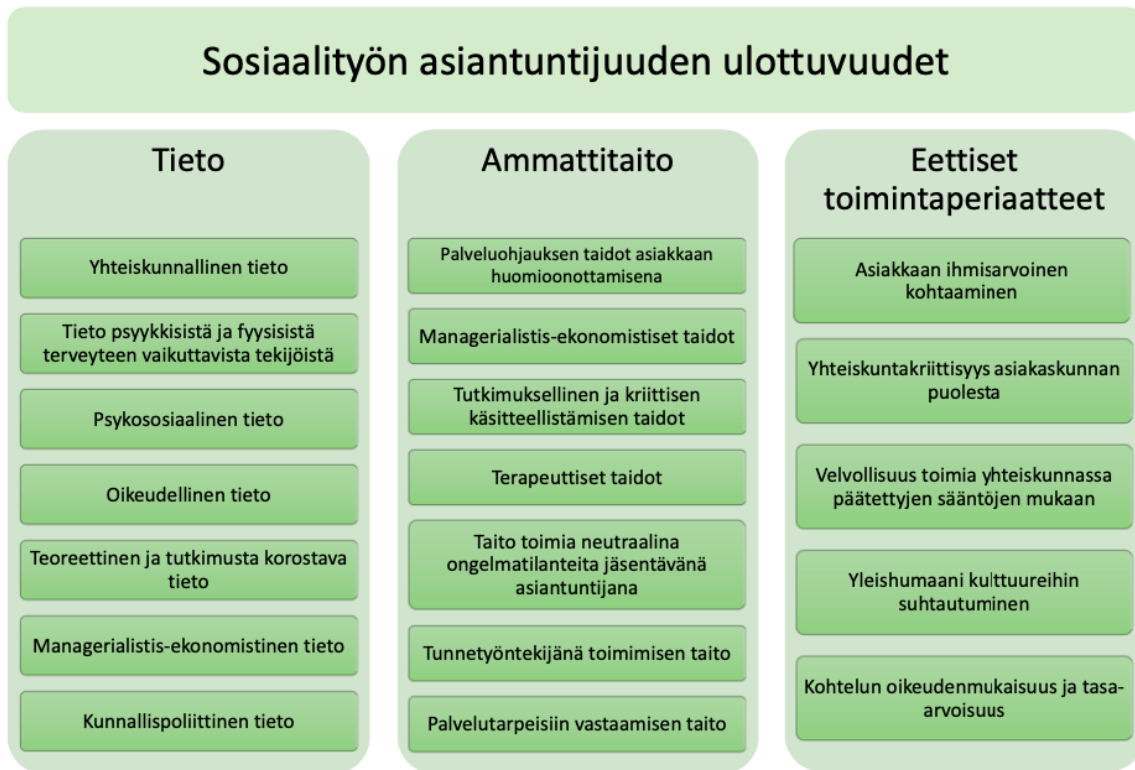 Sosiaalityön asiantuntijuuden ulottuvuudet
Tieto
Yhteiskunnallinen tieto
Tieto psyykkisistä ja fyysisistä
terveyteen vaikuttavista tekijöistä
Psykososiaalinen tieto
Oikeudellinen tieto
Teoreettinen ja tutkimusta korostava
tieto
Managerialistis-ekonomistinen tieto
Kunnallispoliittinen tieto
Ammattitaito
Palveluohjauksen taidot asiakkaan
huomioonottamisena
Managerialistis-ekonomistiset taidot
Tutkimuksellinen ja kriittisen
käsitteellistämisen taidot
Terapeuttiset taidot
Taito toimia neutraalina
ongelmatilanteita jäsentävänä
asiantuntijana
Tunnetyöntekijänä toimimisen taito
Palvelutarpeisiin vastaamisen taito
Eettiset
toimintaperiaatteet
Asiakkaan ihmisarvoinen
kohtaaminen
Yhteiskuntakriittisyys asiakaskunnan
puolesta
Velvollisuus toimia yhteiskunnassa
päätettyjen sääntöjen mukaan
Yleishumaani kulttuureihin
suhtautuminen
Kohtelun oikeudenmukaisuus ja tasa-
arvoisuus